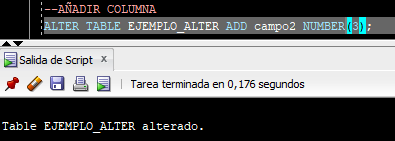 --AÑADIR COLUMNA
ALTER TABLE EJEMPLO_ALTER ADD campo2 NUMBER(3);
Salida de Script x
Tarea terminada en 0,176 segundos
Table EJEMPLO_ALTER alterado.